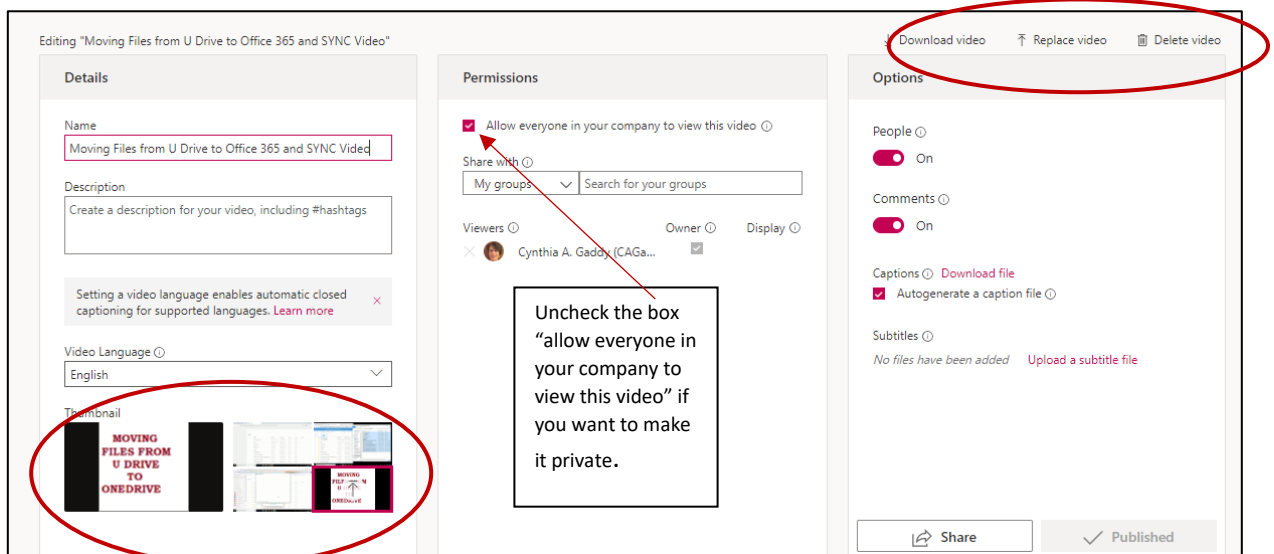 Editing "Moving Files from U Drive to Office 365 and SYNC Video"
Download video
Replace video
Delete video
Details
Name
Moving Files from U Drive to Office 365 and SYNC Video
Description
Create a description for your video, including #hashtags
Setting a video language enables automatic closed
captioning for supported languages. Learn more
Video Language
English
Thumbnail
MOVING
FILES FROM
U DRIVE
TO
ONEDRIVE
MOVING
Permissions
Allow everyone in your company to view this video
Share with
My groups
Search for your groups
Viewers
Owner
Display
Cynthia A. Gaddy (CAGa...
Uncheck the box
“allow everyone in
your company to
view this video” if
you want to make
it private.
Options
People
On
Comments
On
Captions
Download file
Autogenerate a caption file
Subtitles
No files have been added
Upload a subtitle file
Share
Published